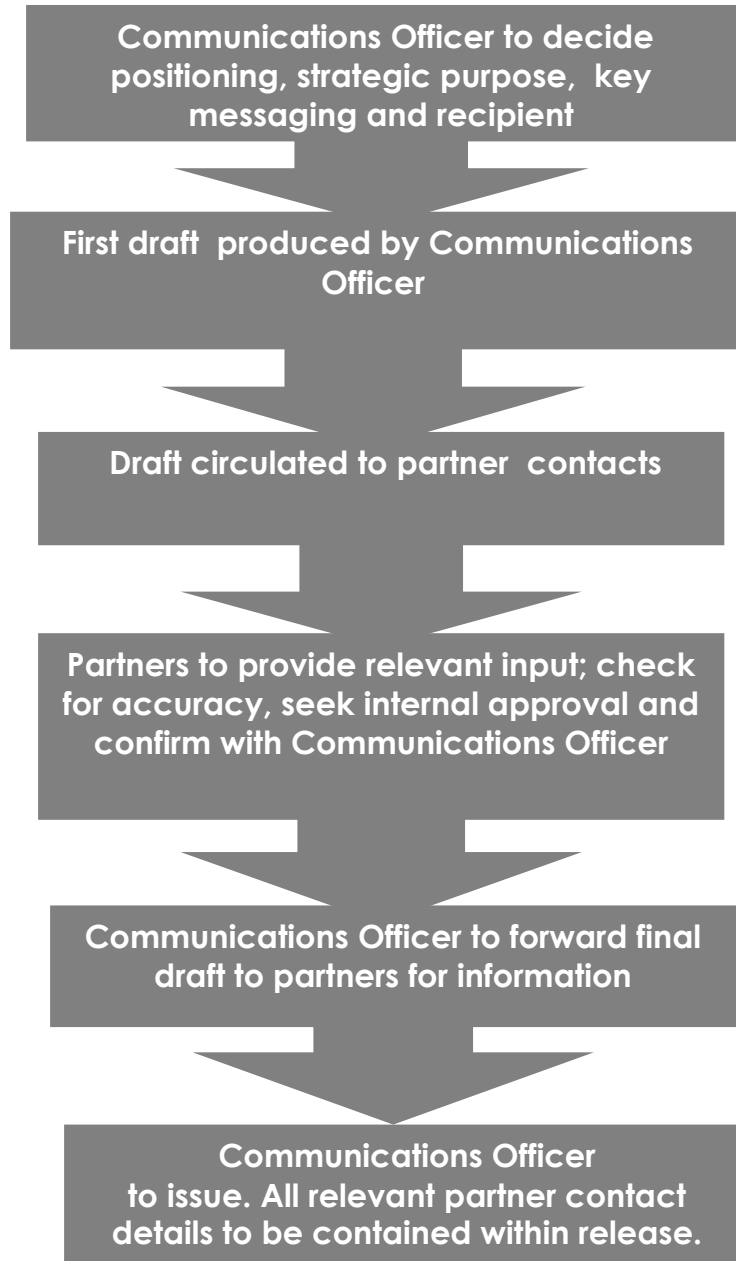 Communications Officer to decide
positioning, strategic purpose,  key
messaging and recipient
First draft  produced by Communications
Officer
Draft circulated to partner  contacts
Partners to provide relevant input; check
for accuracy, seek internal approval and
confirm with Communications Officer
Communications Officer to forward final
draft to partners for information
Communications Officer
to issue. All relevant partner contact
details to be contained within release.